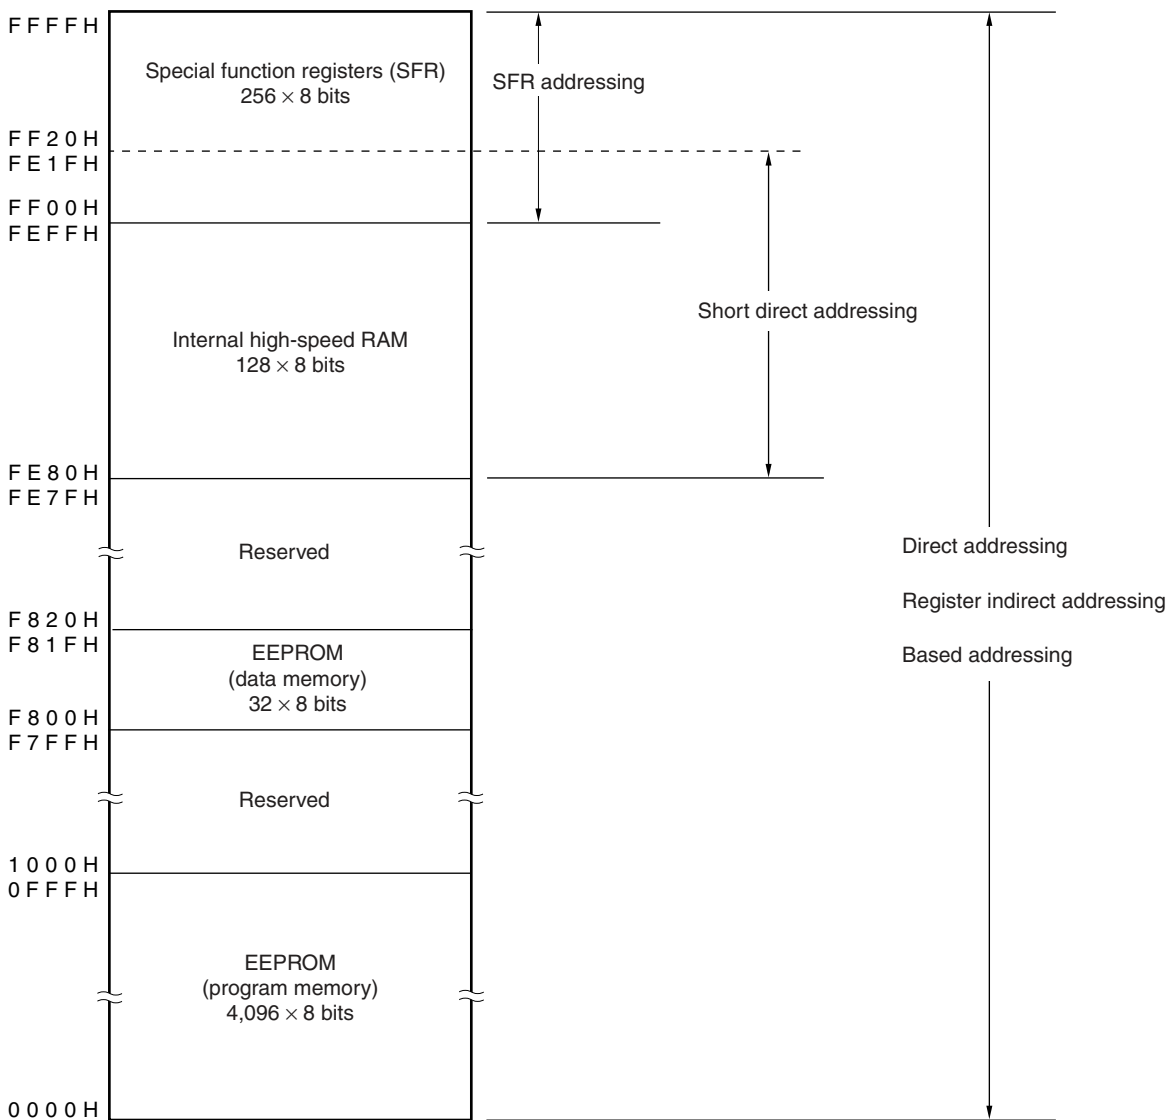 FFFFH
Special function registers (SFR)
256 × 8 bits
SFR addressing
FF20H
FE1FH
FF00H
FEFFH
Short direct addressing
Internal high-speed RAM
128 × 8 bits
FE80H
FE7FH
Reserved
Direct addressing
Register indirect addressing
Based addressing
F820H
F81FH
EEPROM
(data memory)
32 × 8 bits
F800H
F7FFH
Reserved
1000H
0FFFH
EEPROM
(program memory)
4,096 × 8 bits
0000H